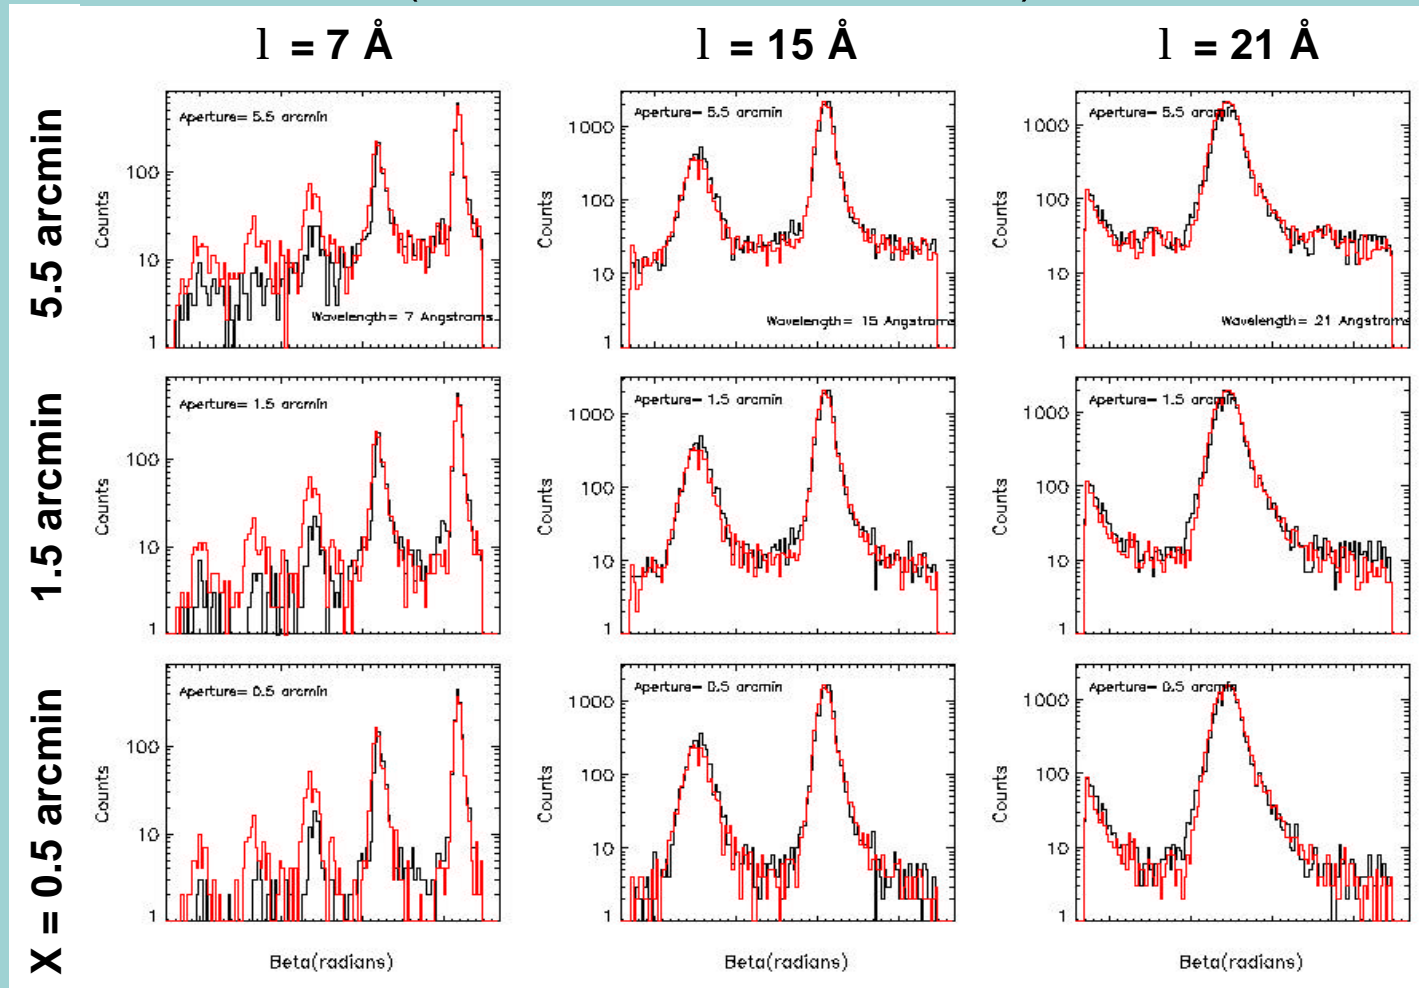 l = 7 Å
l = 15 Å
l = 21 Å
5.5 arcmin
Aperture= 5.5 arcmin
100
10
1
Counts
Wavelength= 7 Angstroms
Aperture= 5.5 arcmin
1000
100
10
1
Counts
Wavelength= 15 Angstroms
Aperture= 5.5 arcmin
1000
100
10
1
Counts
Wavelength= 21 Angstroms
1.5 arcmin
Aperture= 1.5 arcmin
100
10
1
Counts
Aperture= 1.5 arcmin
1000
100
10
1
Counts
Aperture= 1.5 arcmin
1000
100
10
1
Counts
X = 0.5 arcmin
Aperture= 0.5 arcmin
100
10
1
Counts
Beta(radians)
Aperture= 0.5 arcmin
1000
100
10
1
Counts
Beta(radians)
Aperture= 0.5 arcmin
1000
100
10
1
Counts
Beta(radians)